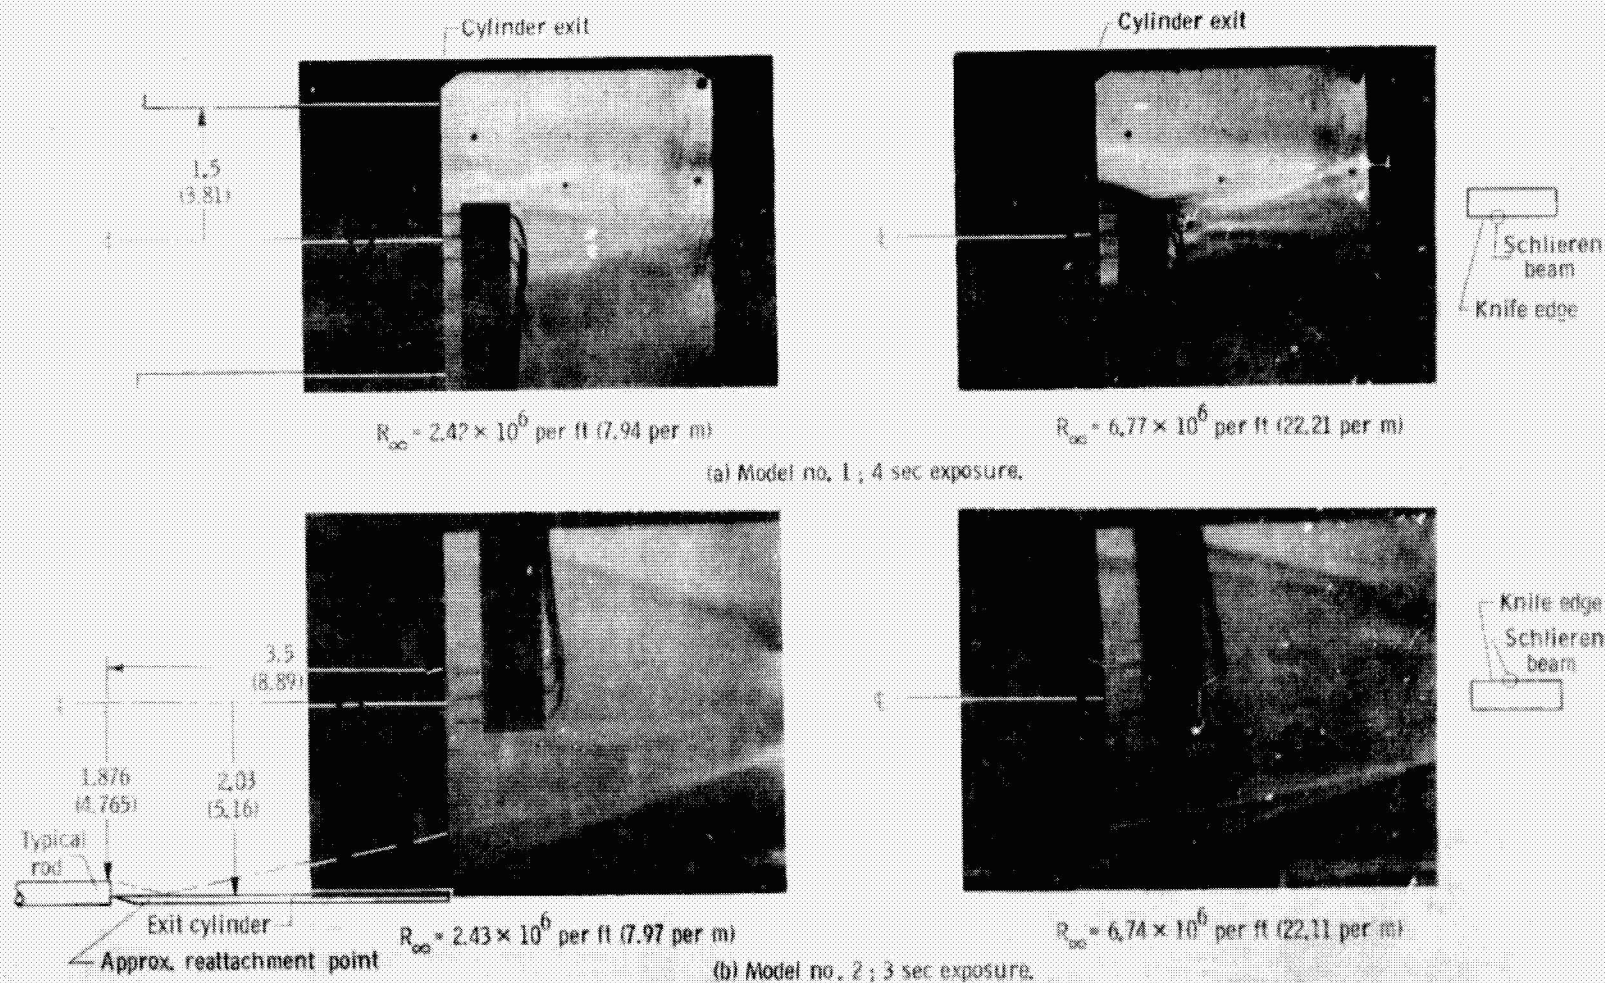 Cylinder exit
Cylinder exit
1.5
(3.81)
Schlieren
beam
Knife edge
R∞ = 2.42 × 10⁶ per ft (7.94 per m)
R∞ = 6.77 × 10⁶ per ft (22.21 per m)
(a) Model no. 1 ; 4 sec exposure.
3.5
(8.89)
1.876
(4.765)
2.03
(5.16)
Typical
rod
Exit cylinder
Approx. reattachment point
Knife edge
Schlieren
beam
R∞ = 2.43 × 10⁶ per ft (7.97 per m)
R∞ = 6.74 × 10⁶ per ft (22.11 per m)
(b) Model no. 2 ; 3 sec exposure.